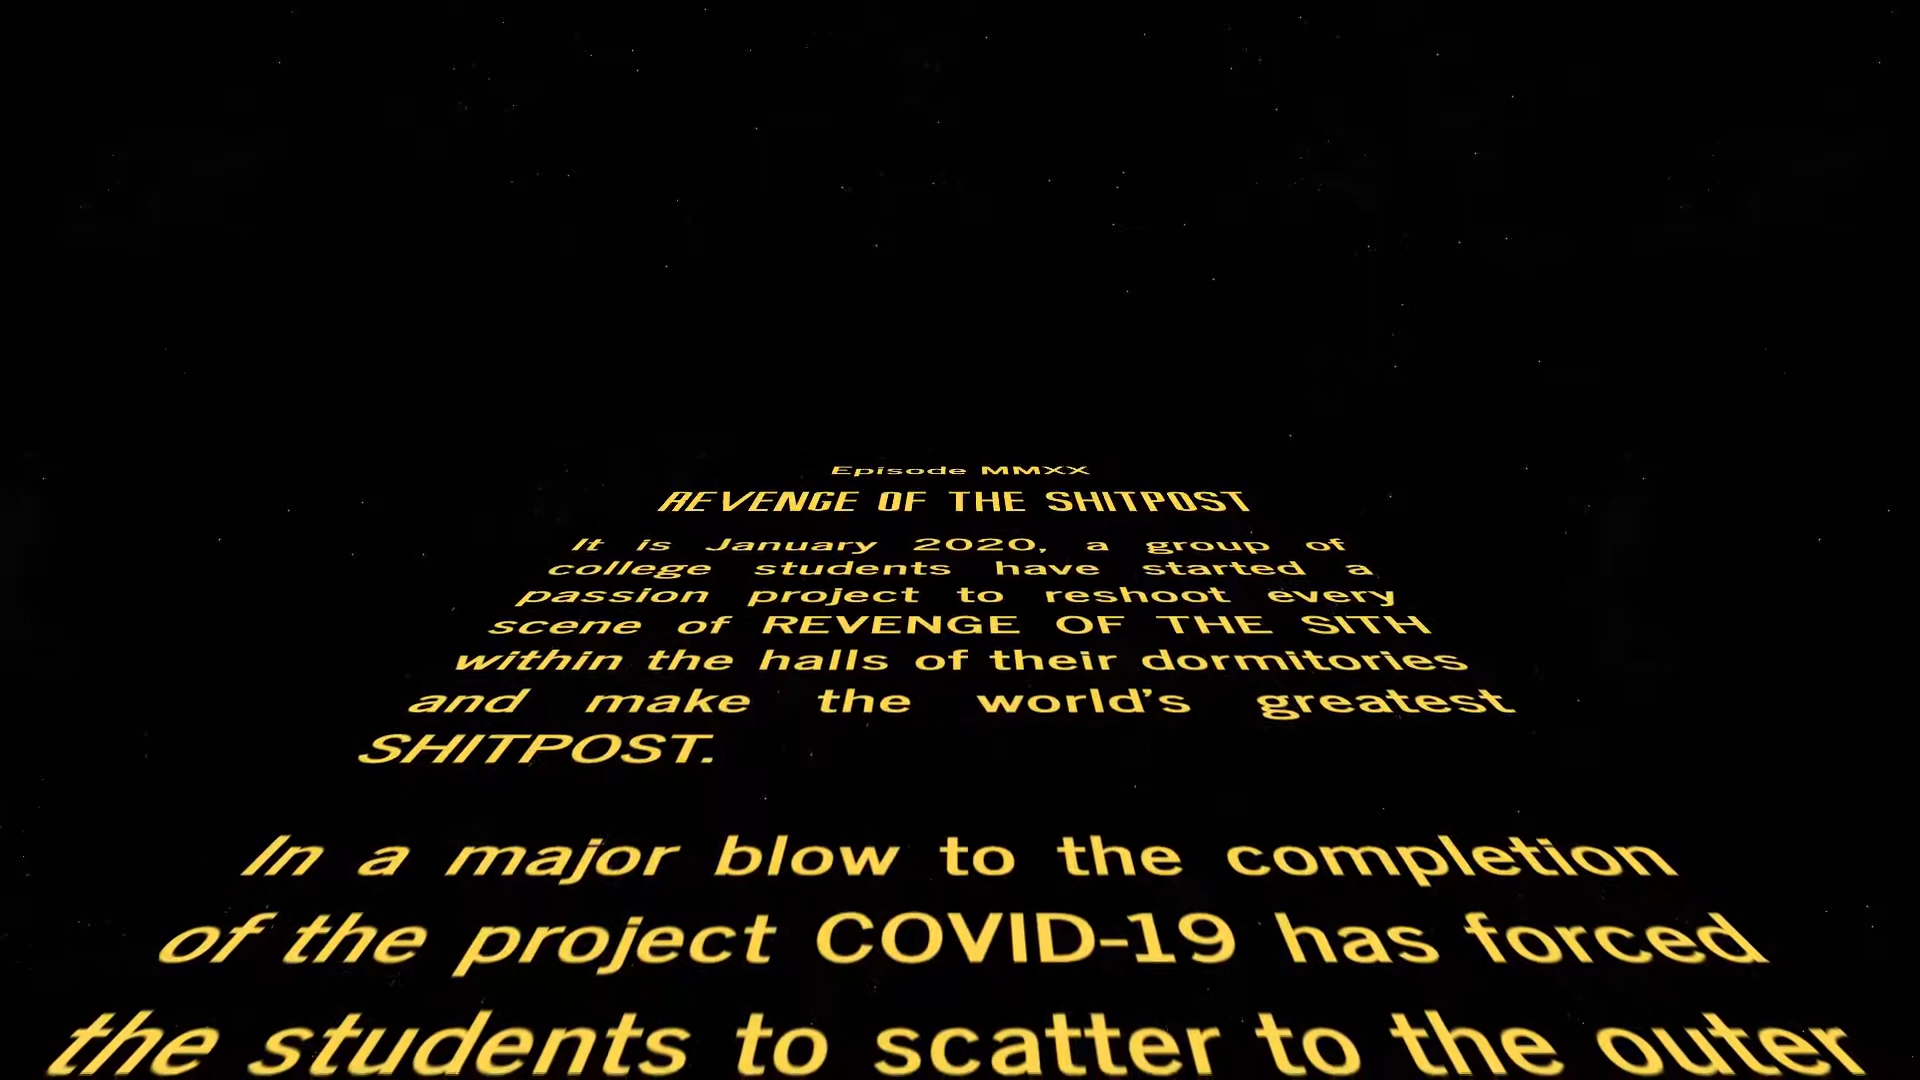 Episode MMXX
REVENGE OF THE SHITPOST
It is January 2020, a group of
college students have started a
passion project to reshoot every
scene of REVENGE OF THE SITH
within the halls of their dormitories
and make the world’s greatest
SHITPOST.
In a major blow to the completion
of the project COVID-19 has forced
the students to scatter to the outer